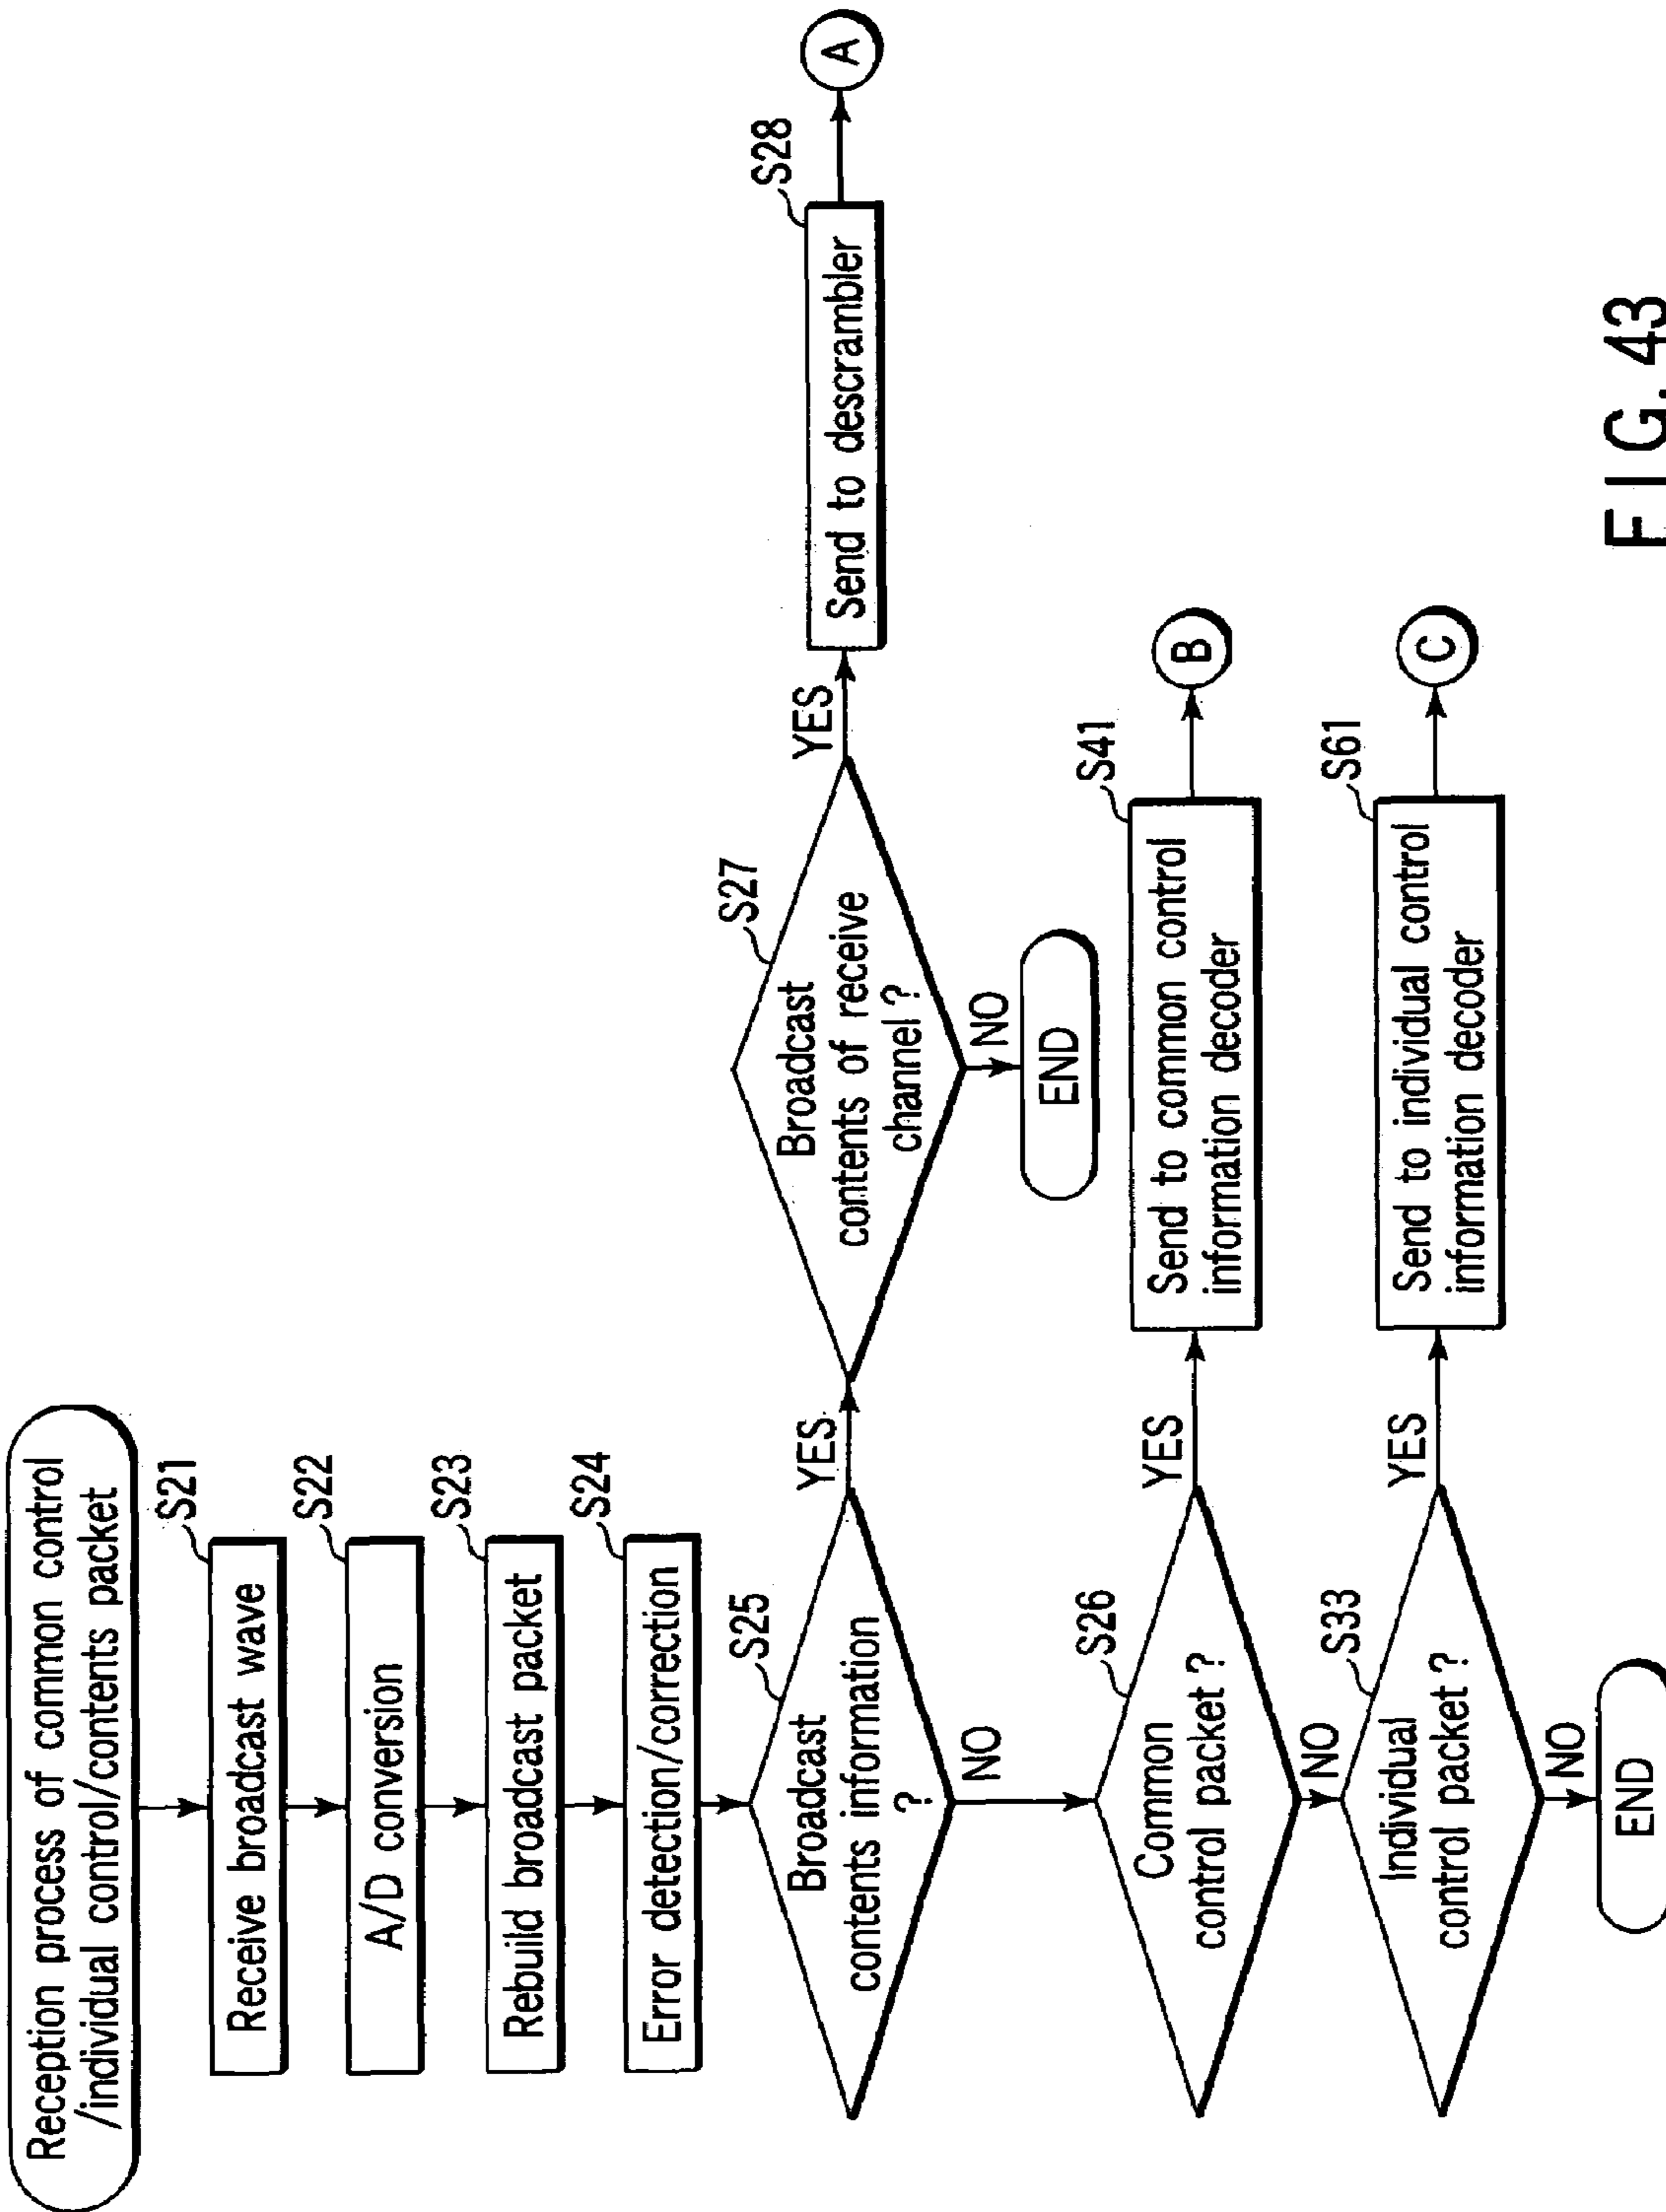 Reception process of common control
/individual control/contents packet
S21
Receive broadcast wave
S22
A/D conversion
S23
Rebuild broadcast packet
S24
Error detection/correction
S25
Broadcast
contents information
?
YES
NO
S27
Broadcast
contents of receive
channel ?
YES
NO
END
S28
Send to descrambler
A
S26
Common
control packet ?
YES
NO
S41
Send to common control
information decoder
B
S33
Individual
control packet ?
YES
NO
END
S61
Send to individual control
information decoder
C
FIG. 43